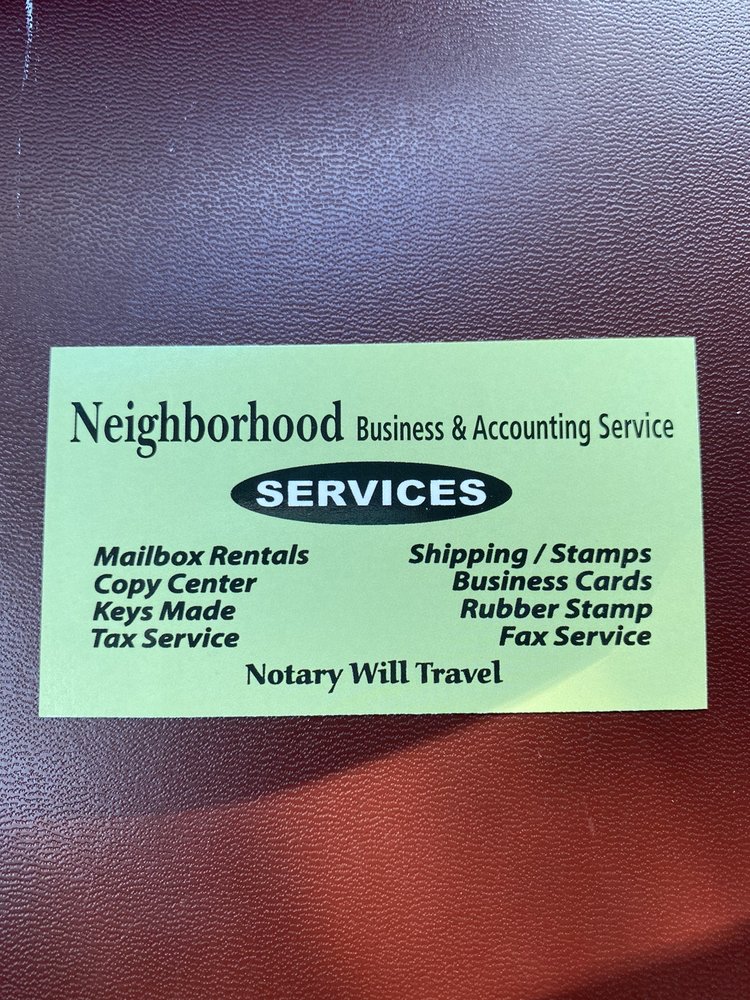 Neighborhood Business & Accounting Service
SERVICES
Mailbox Rentals
Copy Center
Keys Made
Tax Service
Shipping / Stamps
Business Cards
Rubber Stamp
Fax Service
Notary Will Travel